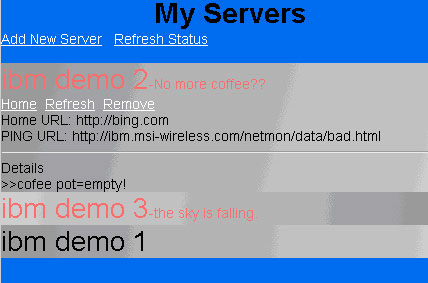 My Servers
Add New Server Refresh Status
ibm demo 2-No more coffee??
Home Refresh Remove
Home URL: http://bing.com
PING URL: http://ibm.msi-wireless.com/netmon/data/bad.html
Details
>>cofee pot=empty!
ibm demo 3-the sky is falling.
ibm demo 1